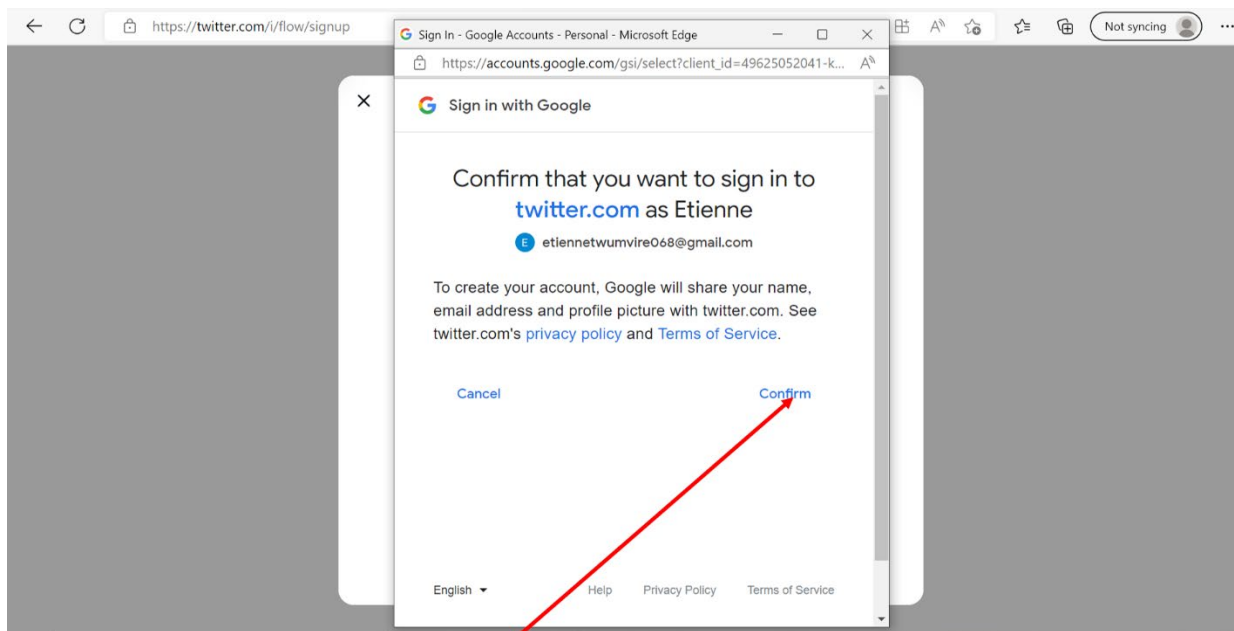 https://twitter.com/i/flow/signup
Not syncing
Sign In - Google Accounts - Personal - Microsoft Edge
https://accounts.google.com/gsi/select?client_id=49625052041-k...
Sign in with Google
Confirm that you want to sign in to
twitter.com as Etienne
E etiennetwumvire068@gmail.com
To create your account, Google will share your name,
email address and profile picture with twitter.com. See
twitter.com's privacy policy and Terms of Service.
Cancel Confirm
English Help Privacy Policy Terms of Service